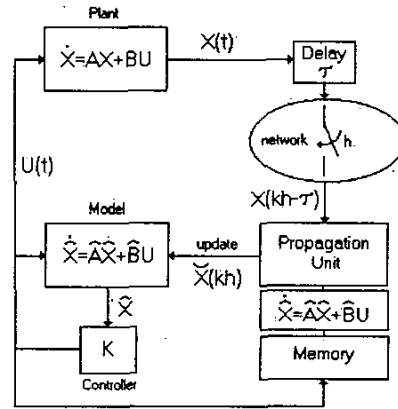 Plant
Ẋ=AX+BU
X(t)
Delay
τ
network
h
U(t)
X(kh-τ)
Model
X̂̇=ÂX̂+B̂U
update
X̆(kh)
Propagation
Unit
X̂
X̂̇=ÂX̂+B̂U
K
Memory
Controller